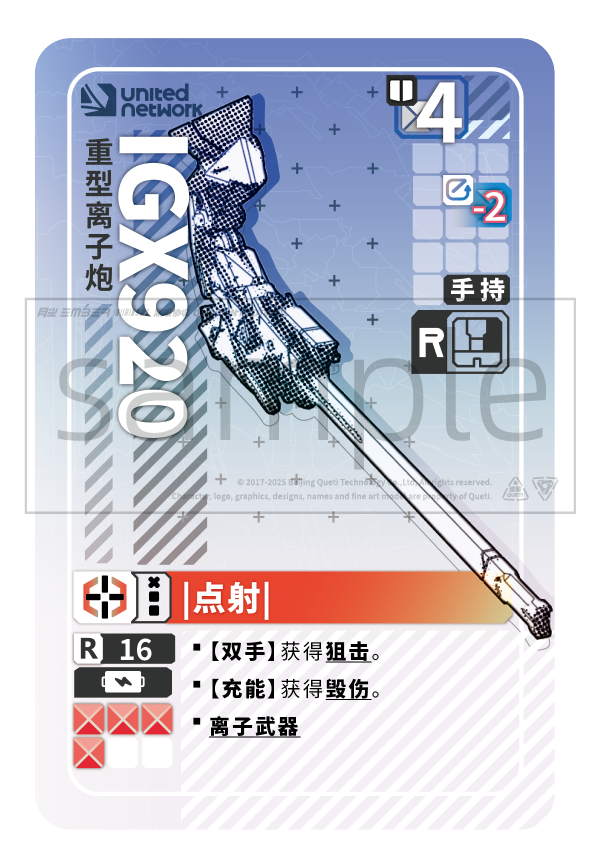 united
network
重型离子炮
IGX920
4
-2
手持
R
sample
© 2017-2025 Beijing Queti Technology Co.,Ltd. All rights reserved.
Character, logo, graphics, designs, names and fine art model are property of Queti.
|点射|
R 16
▪【双手】获得狙击。
▪【充能】获得毁伤。
▪ 离子武器